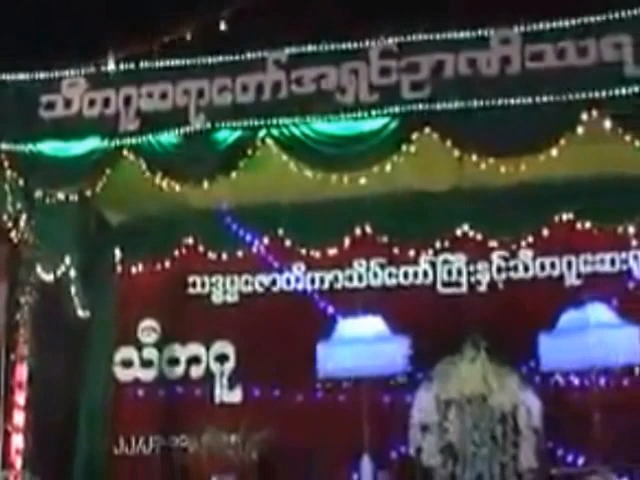 သီတဂူဆရာတော်အရှင်ဉာဏိဿရ
သဒ္ဓမ္မဇောတိကာသိမ်တော်ကြီးနှင့်သီတဂူဆေးရုံ
သီတဂူ